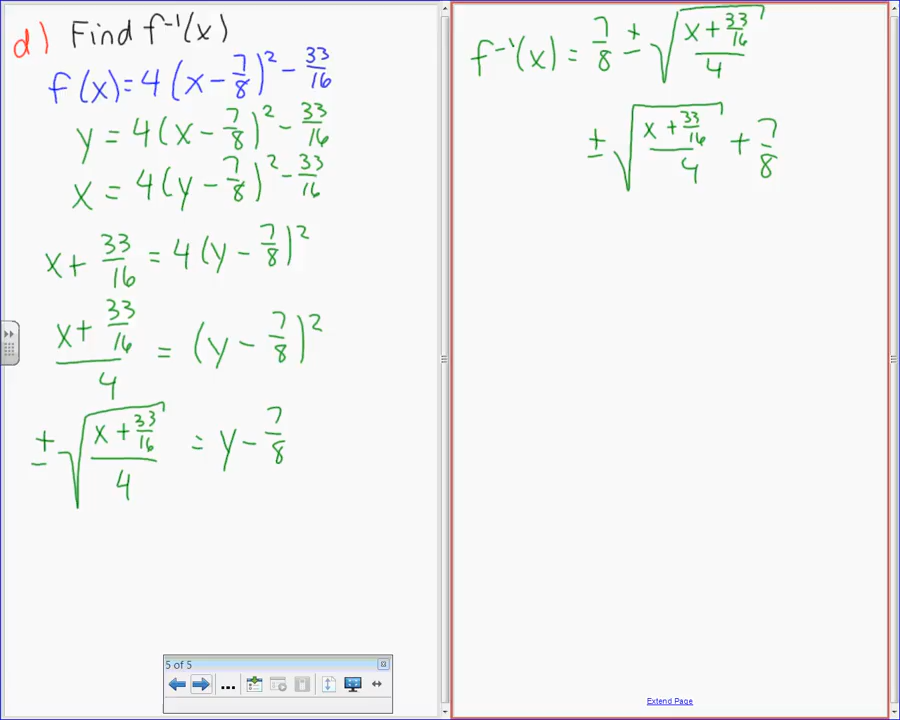 d) Find f⁻¹(x)
f(x) = 4(x - 7/8)² - 33/16
y = 4(x - 7/8)² - 33/16
x = 4(y - 7/8)² - 33/16
x + 33/16 = 4(y - 7/8)²
(x + 33/16)/4 = (y - 7/8)²
± √((x + 33/16)/4) = y - 7/8
f⁻¹(x) = 7/8 ± √((x + 33/16)/4)
± √((x + 33/16)/4) + 7/8
5 of 5
...
Extend Page